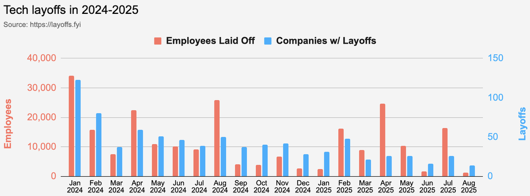 Tech layoffs in 2024-2025
Source: https://layoffs.fyi
Employees Laid Off
Companies w/ Layoffs
40,000
30,000
20,000
10,000
0
Employees
150
100
50
0
Layoffs
Jan 2024
Feb 2024
Mar 2024
Apr 2024
May 2024
Jun 2024
Jul 2024
Aug 2024
Sep 2024
Oct 2024
Nov 2024
Dec 2024
Jan 2025
Feb 2025
Mar 2025
Apr 2025
May 2025
Jun 2025
Jul 2025
Aug 2025